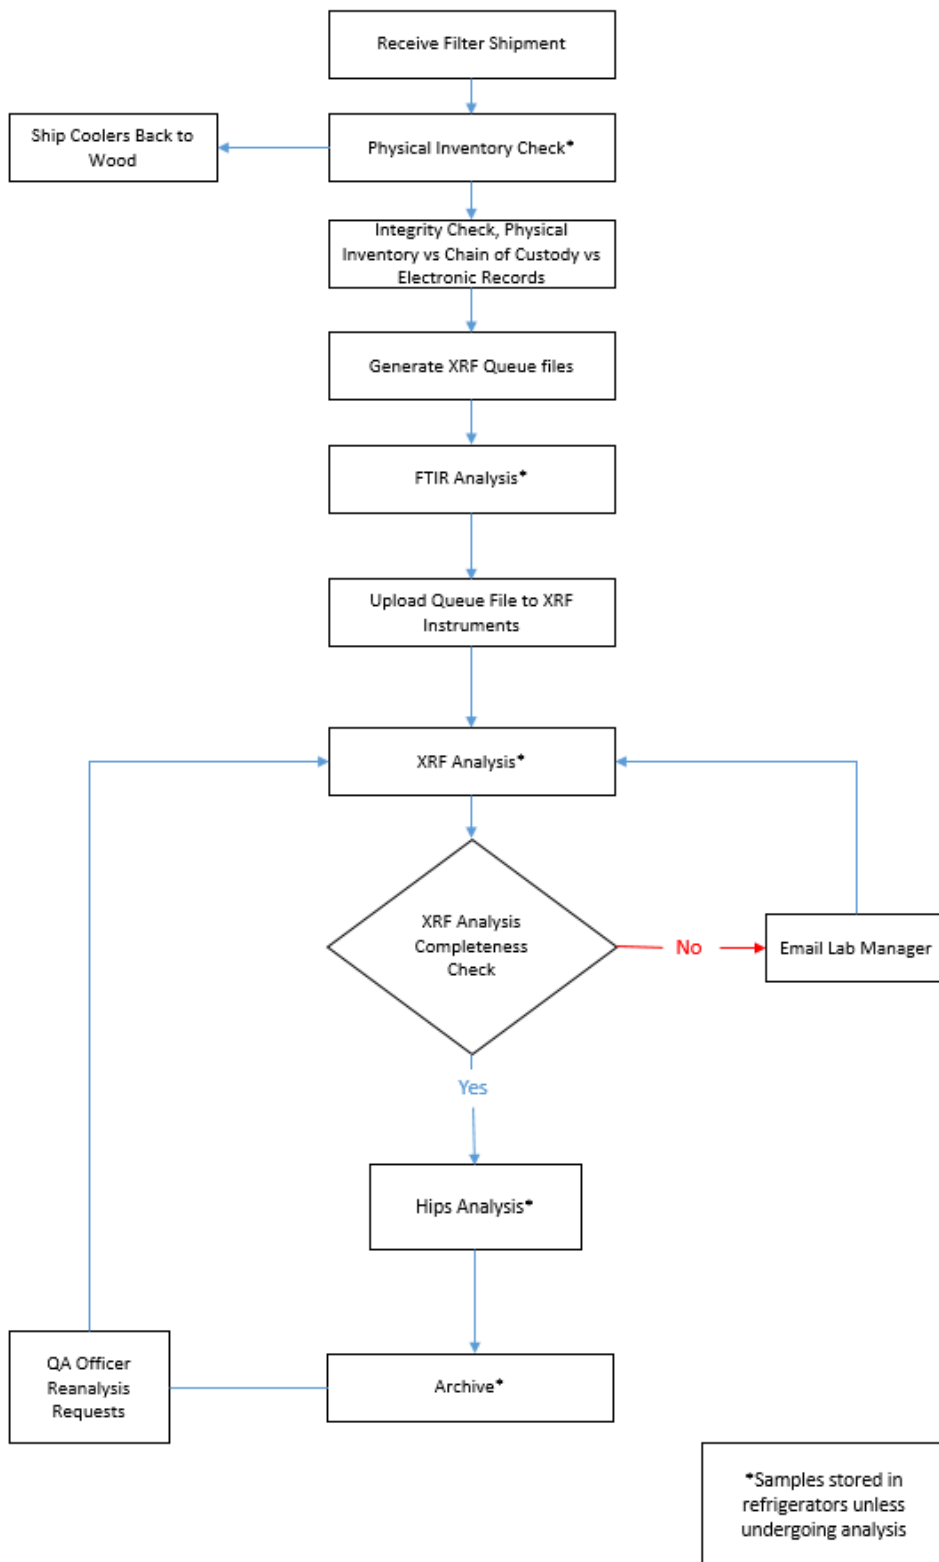 Receive Filter Shipment
Ship Coolers Back to
Wood
Physical Inventory Check*
Integrity Check, Physical
Inventory vs Chain of Custody vs
Electronic Records
Generate XRF Queue files
FTIR Analysis*
Upload Queue File to XRF
Instruments
XRF Analysis*
XRF Analysis
Completeness
Check
No
Email Lab Manager
Yes
Hips Analysis*
QA Officer
Reanalysis
Requests
Archive*
*Samples stored in
refrigerators unless
undergoing analysis